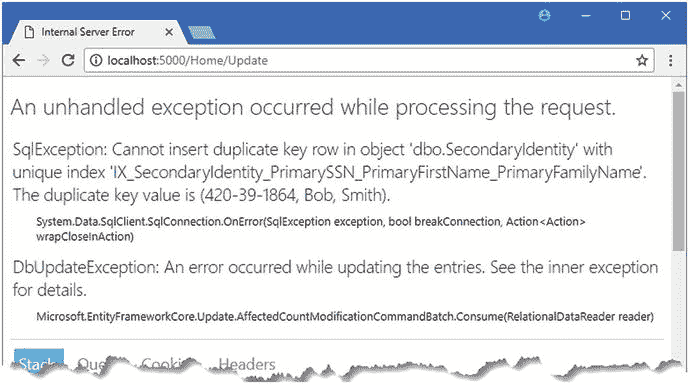 Internal Server Error
localhost:5000/Home/Update
An unhandled exception occurred while processing the request.
SqlException: Cannot insert duplicate key row in object 'dbo.SecondaryIdentity' with
unique index 'IX_SecondaryIdentity_PrimarySSN_PrimaryFirstName_PrimaryFamilyName'.
The duplicate key value is (420-39-1864, Bob, Smith).
System.Data.SqlClient.SqlConnection.OnError(SqlException exception, bool breakConnection, Action<Action>
wrapCloseInAction)
DbUpdateException: An error occurred while updating the entries. See the inner exception
for details.
Microsoft.EntityFrameworkCore.Update.AffectedCountModificationCommandBatch.Consume(RelationalDataReader reader)
Stack Headers